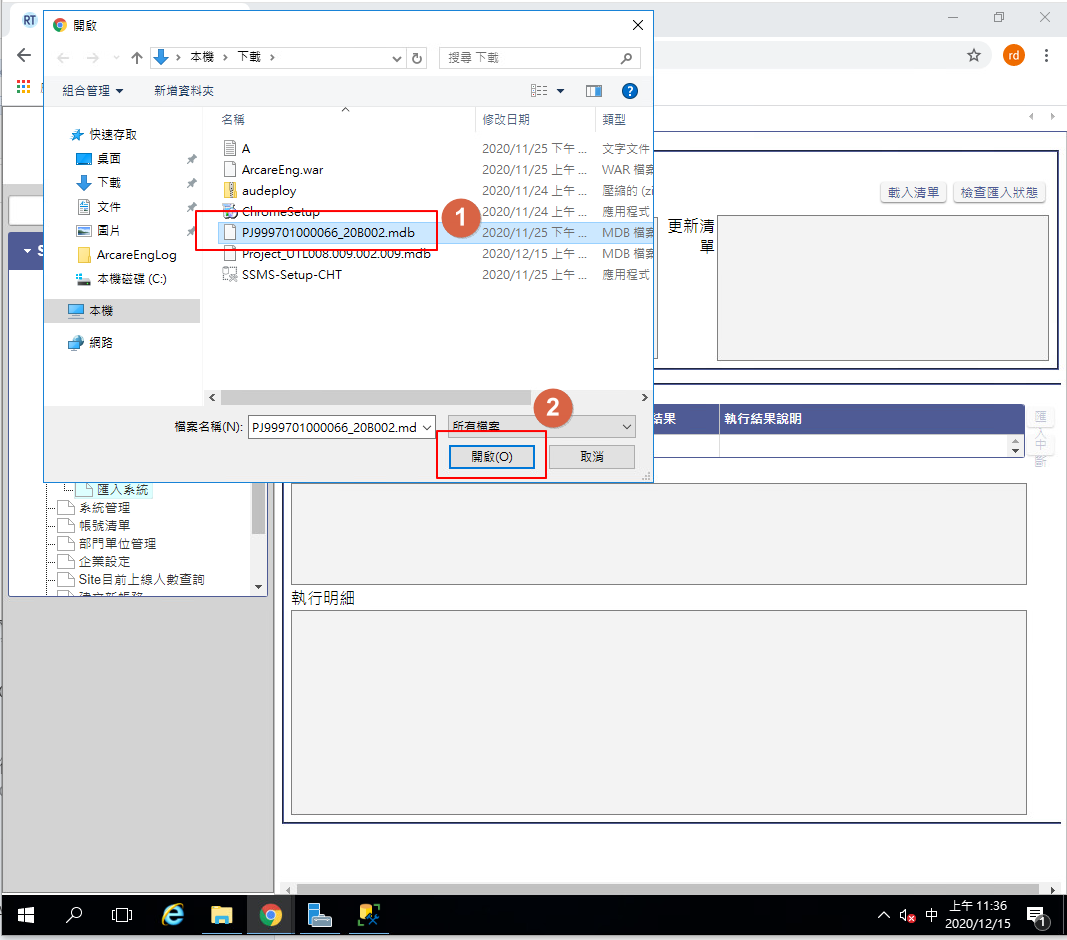 RT
開啟
rd
本機
下載
搜尋 下載
組合管理
新增資料夾
快速存取
桌面
下載
文件
圖片
ArcareEngLog
本機磁碟 (C:)
本機
網路
名稱 修改日期 類型
A 2020/11/25 下午 ... 文字文件
ArcareEng.war 2020/11/25 上午 ... WAR 檔案
audeploy 2020/11/24 上午 ... 壓縮的 (zi
ChromeSetup 2020/11/24 上午 ... 應用程式
PJ999701000066_20B002.mdb 2020/11/25 下午 ... MDB 檔案
Project_UTL008.009.002.009.mdb 2020/12/15 上午 ... MDB 檔案
SSMS-Setup-CHT 2020/11/25 上午 ... 應用程式
1
檔案名稱(N):
PJ999701000066_20B002.md
所有檔案
2
開啟(O)
取消
載入清單
檢查匯入狀態
更新清
單
S
結果
執行結果說明
匯
入
中
斷
匯入系統
系統管理
帳號清單
部門單位管理
企業設定
Site目前上線人數查詢
執行明細
中
上午 11:36
2020/12/15
1